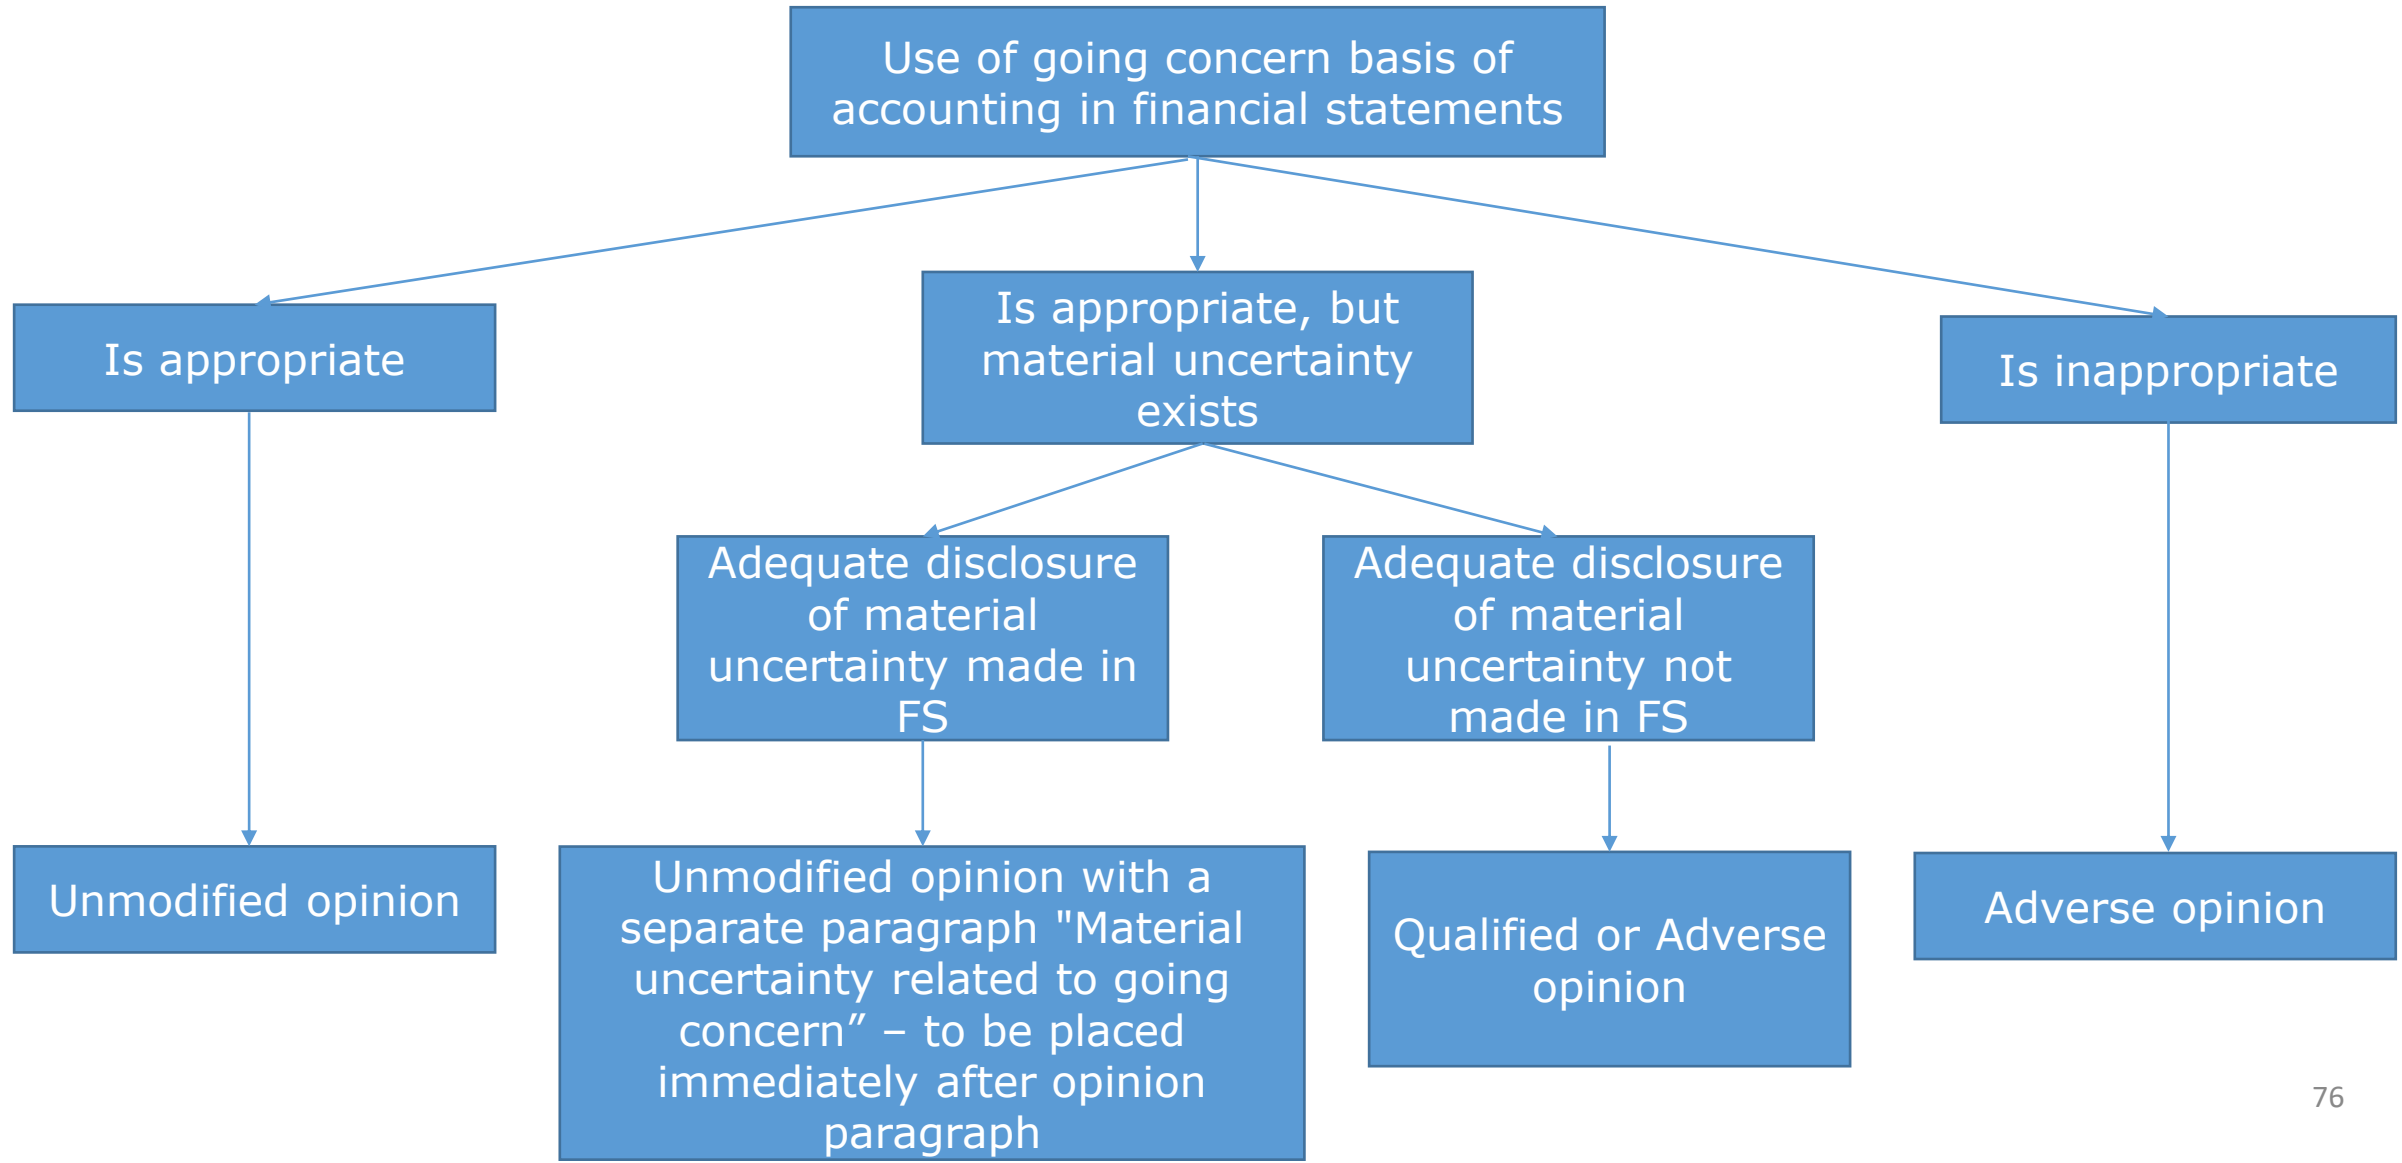 Use of going concern basis of
accounting in financial statements
Is appropriate
Is appropriate, but
material uncertainty
exists
Is inappropriate
Adequate disclosure
of material
uncertainty made in
FS
Adequate disclosure
of material
uncertainty not
made in FS
Unmodified opinion
Unmodified opinion with a
separate paragraph "Material
uncertainty related to going
concern” – to be placed
immediately after opinion
paragraph
Qualified or Adverse
opinion
Adverse opinion
76